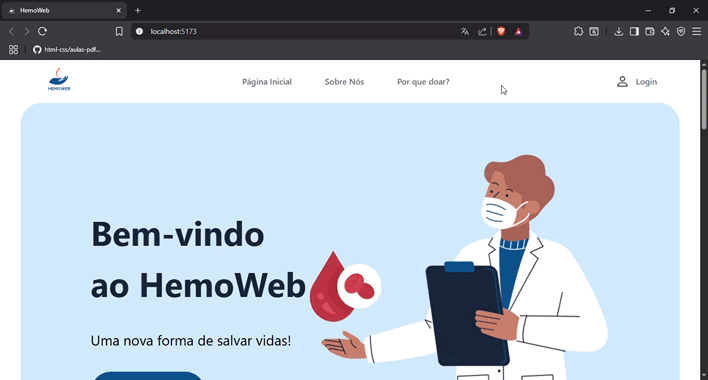 HemoWeb
localhost:5173
html-css/aulas-pdf...
HEMOWEB
Página Inicial
Sobre Nós
Por que doar?
Login
Bem-vindo
ao HemoWeb
Uma nova forma de salvar vidas!